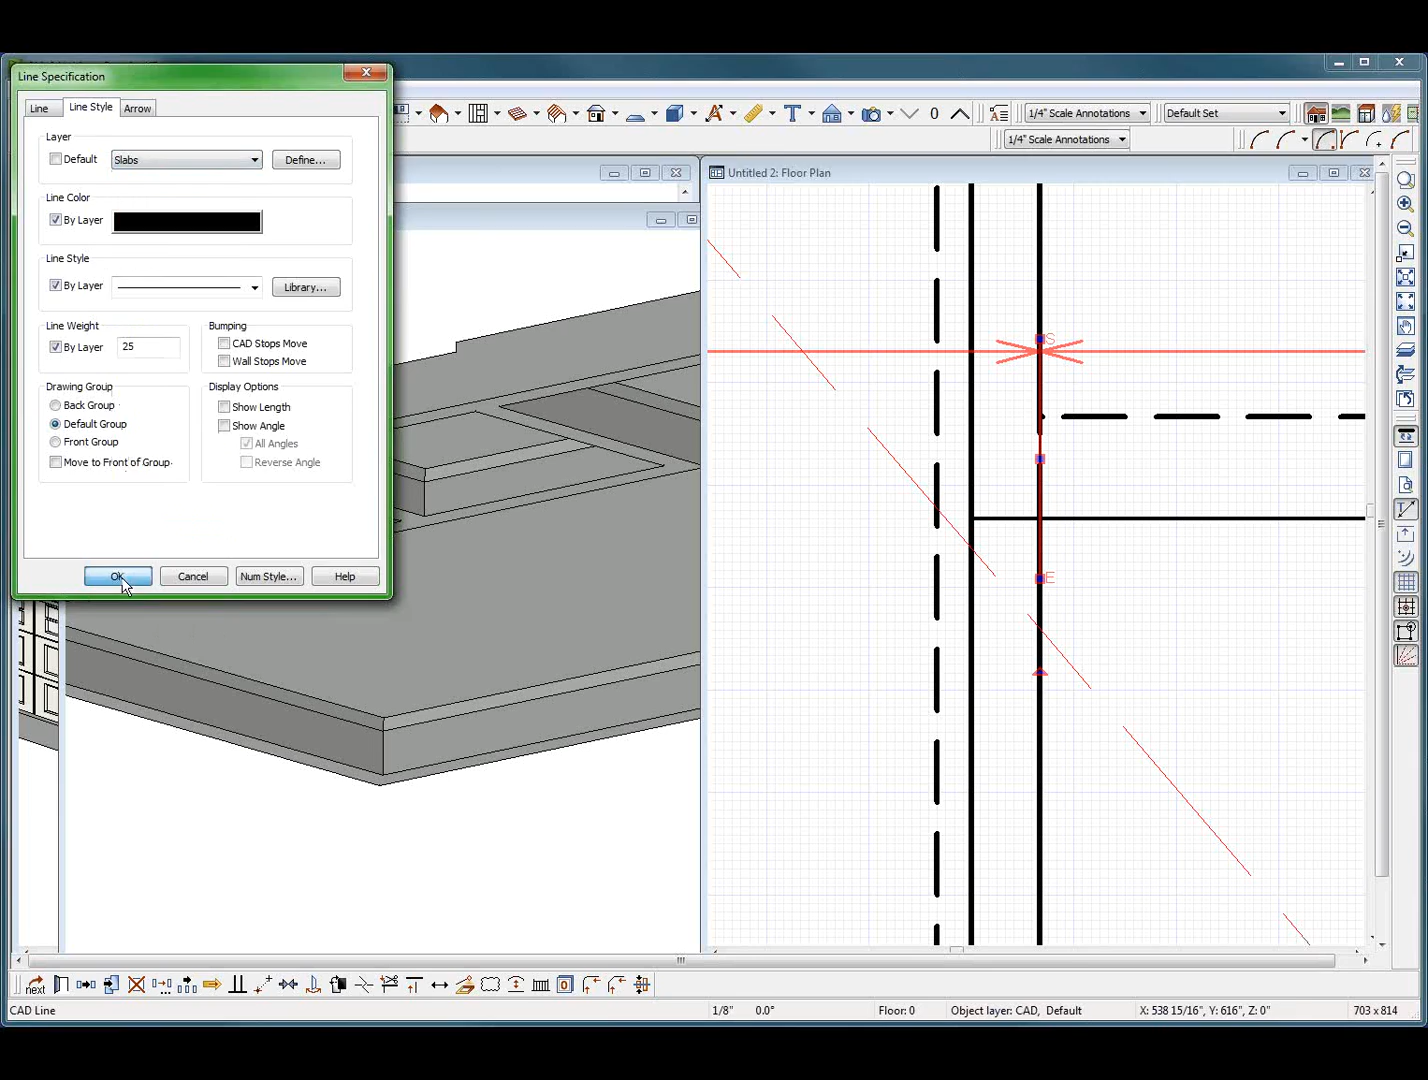 Line Specification
Line
Line Style
Arrow
0
1/4" Scale Annotations
Default Set
1/4" Scale Annotations
Layer
Default
Slabs
Define...
Untitled 2: Floor Plan
Line Color
By Layer
Line Style
By Layer
Library...
Line Weight
By Layer
25
Bumping
CAD Stops Move
Wall Stops Move
S
Drawing Group
Back Group
Default Group
Front Group
Move to Front of Group
Display Options
Show Length
Show Angle
All Angles
Reverse Angle
E
OK
Cancel
Num Style...
Help
next
CAD Line
1/8"
0.0°
Floor: 0
Object layer: CAD, Default
X: 538 15/16", Y: 616", Z: 0"
703 x 814